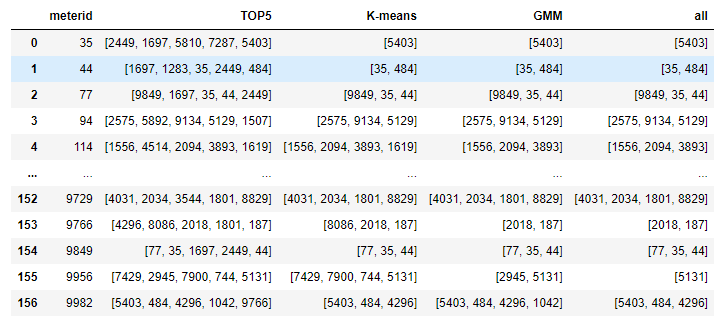 meterid TOP5 K-means GMM all
0 35 [2449, 1697, 5810, 7287, 5403] [5403] [5403] [5403]
1 44 [1697, 1283, 35, 2449, 484] [35, 484] [35, 484] [35, 484]
2 77 [9849, 1697, 35, 44, 2449] [9849, 35, 44] [9849, 35, 44] [9849, 35, 44]
3 94 [2575, 5892, 9134, 5129, 1507] [2575, 9134, 5129] [2575, 9134, 5129] [2575, 9134, 5129]
4 114 [1556, 4514, 2094, 3893, 1619] [1556, 2094, 3893, 1619] [1556, 2094, 3893] [1556, 2094, 3893]
... ... ... ... ... ...
152 9729 [4031, 2034, 3544, 1801, 8829] [4031, 2034, 1801, 8829] [4031, 2034, 1801, 8829] [4031, 2034, 1801, 8829]
153 9766 [4296, 8086, 2018, 1801, 187] [8086, 2018, 187] [2018, 187] [2018, 187]
154 9849 [77, 35, 1697, 2449, 44] [77, 35, 44] [77, 35, 44] [77, 35, 44]
155 9956 [7429, 2945, 7900, 744, 5131] [7429, 7900, 744, 5131] [2945, 5131] [5131]
156 9982 [5403, 484, 4296, 1042, 9766] [5403, 484, 4296] [5403, 484, 4296, 1042] [5403, 484, 4296]